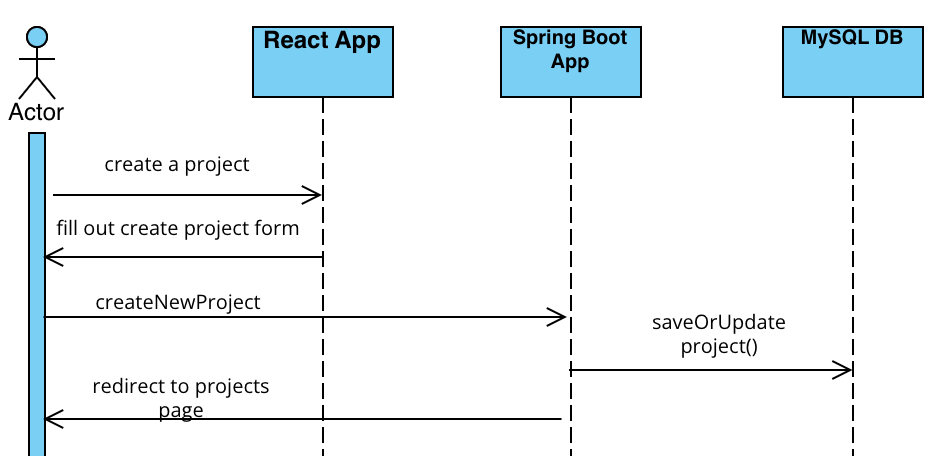 React App
Spring Boot
App
MySQL DB
Actor
create a project
fill out create project form
createNewProject
saveOrUpdate
project()
redirect to projects
page